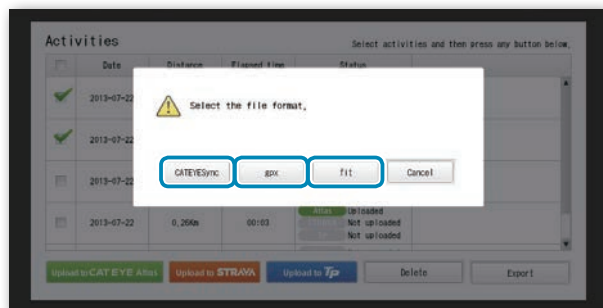 Activities
Select activities and then press any button below.
Date Distance Elapsed time Status
2013-07-22
Select the file format.
2013-07-22
CATEYESync gpx fit Cancel
2013-07-22
Atlas Uploaded
2013-07-22 0.26Km 00:03 Not uploaded
TP Not uploaded
Upload to CAT EYE Atlas Upload to STRAVA Upload to TP Delete Export